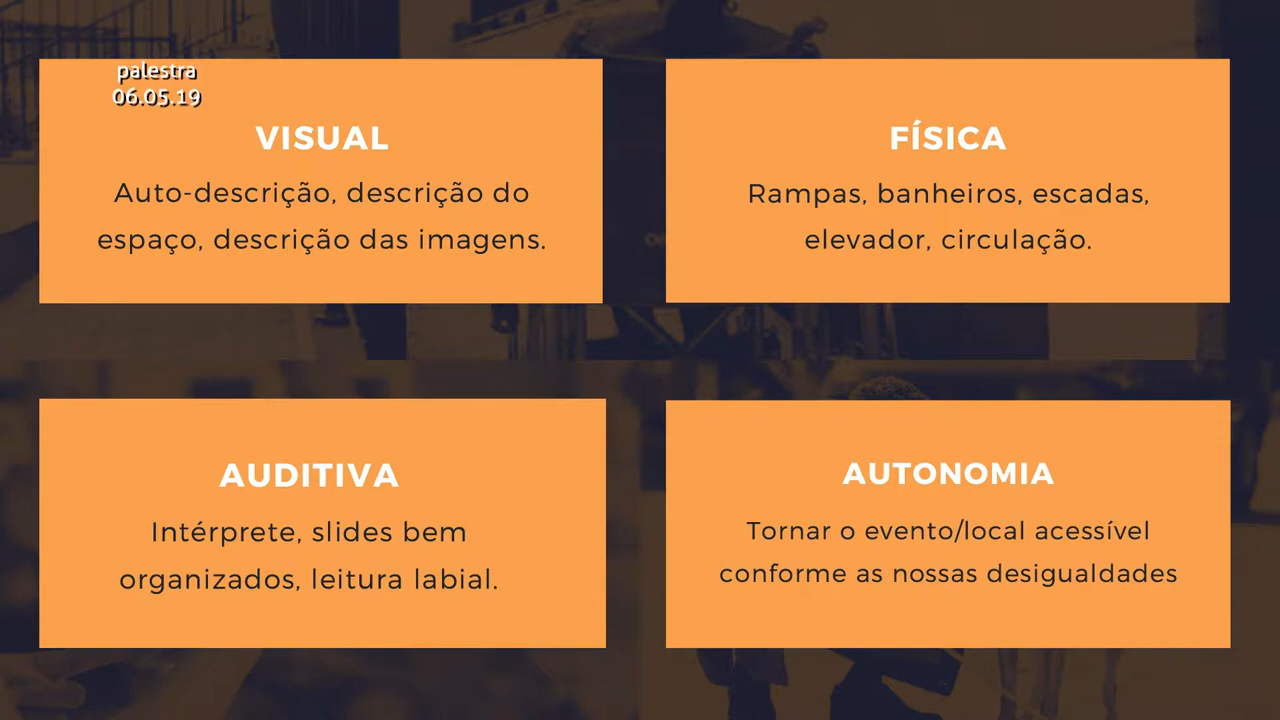 palestra
06.05.19
VISUAL
Auto-descrição, descrição do
espaço, descrição das imagens.
FÍSICA
Rampas, banheiros, escadas,
elevador, circulação.
AUDITIVA
Intérprete, slides bem
organizados, leitura labial.
AUTONOMIA
Tornar o evento/local acessível
conforme as nossas desigualdades